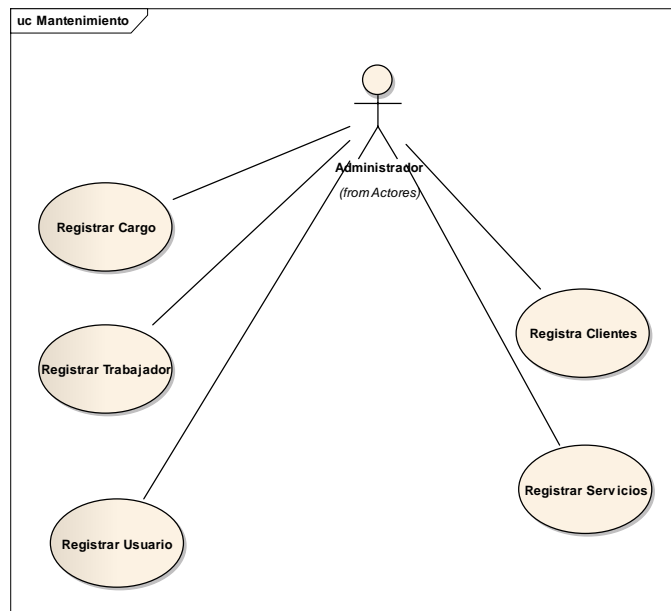 uc Mantenimiento
Administrador
(from Actores)
Registrar Cargo
Registra Clientes
Registrar Trabajador
Registrar Servicios
Registrar Usuario